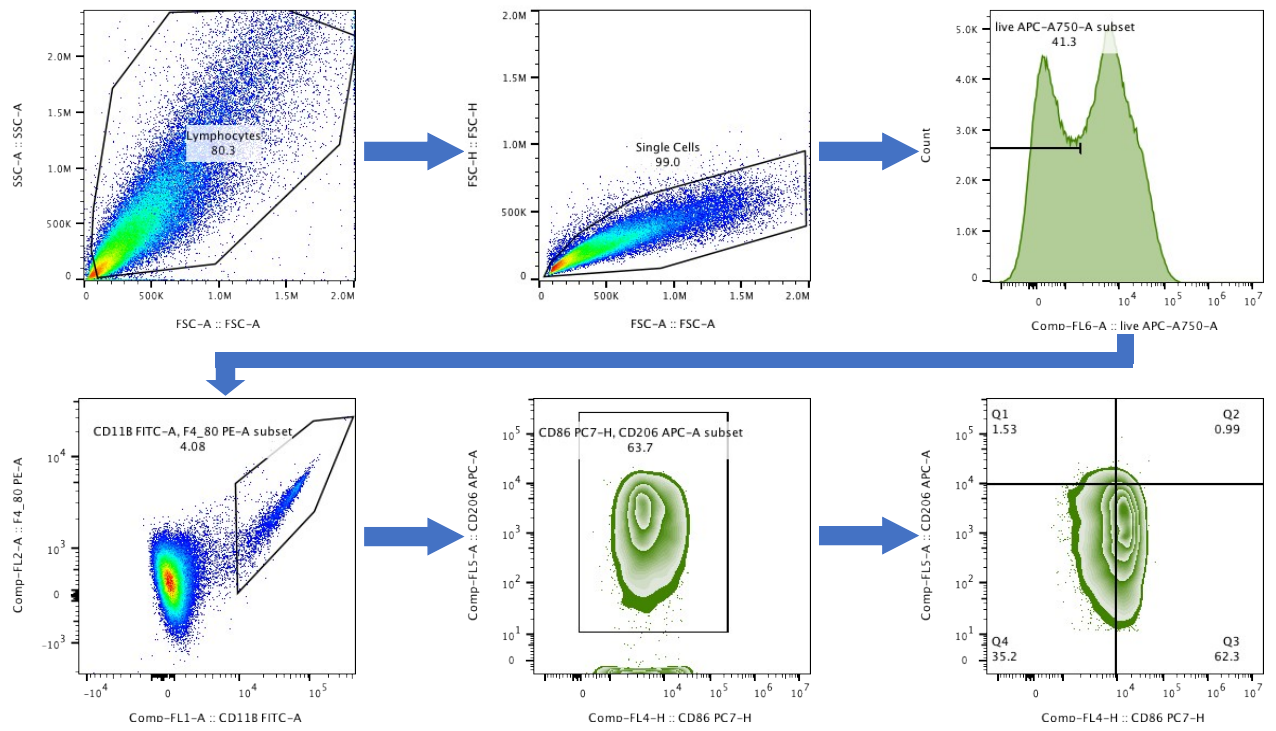 SSC-A :: SSC-A
2.0M
1.5M
1.0M
500K
0
Lymphocytes
80.3
0
500K
1.0M
1.5M
2.0M
FSC-A :: FSC-A
FSC-H :: FSC-H
2.0M
1.5M
1.0M
500K
0
Single Cells
99.0
0
500K
1.0M
1.5M
2.0M
FSC-A :: FSC-A
Count
5.0K
4.0K
3.0K
2.0K
1.0K
0
live APC-A750-A subset
41.3
0
10^4
10^5
10^6
10^7
Comp-FL6-A :: live APC-A750-A
Comp-FL2-A :: F4_80 PE-A
10^4
10^3
0
-10^3
CD11B FITC-A, F4_80 PE-A subset
4.08
-10^4
0
10^4
10^5
Comp-FL1-A :: CD11B FITC-A
Comp-FL5-A :: CD206 APC-A
10^5
10^4
10^3
10^2
10^1
0
CD86 PC7-H, CD206 APC-A subset
63.7
0
10^4
10^5
10^6
10^7
Comp-FL4-H :: CD86 PC7-H
Comp-FL5-A :: CD206 APC-A
10^5
10^4
10^3
10^2
10^1
0
Q1
1.53
Q2
0.99
Q4
35.2
Q3
62.3
0
10^4
10^5
10^6
10^7
Comp-FL4-H :: CD86 PC7-H